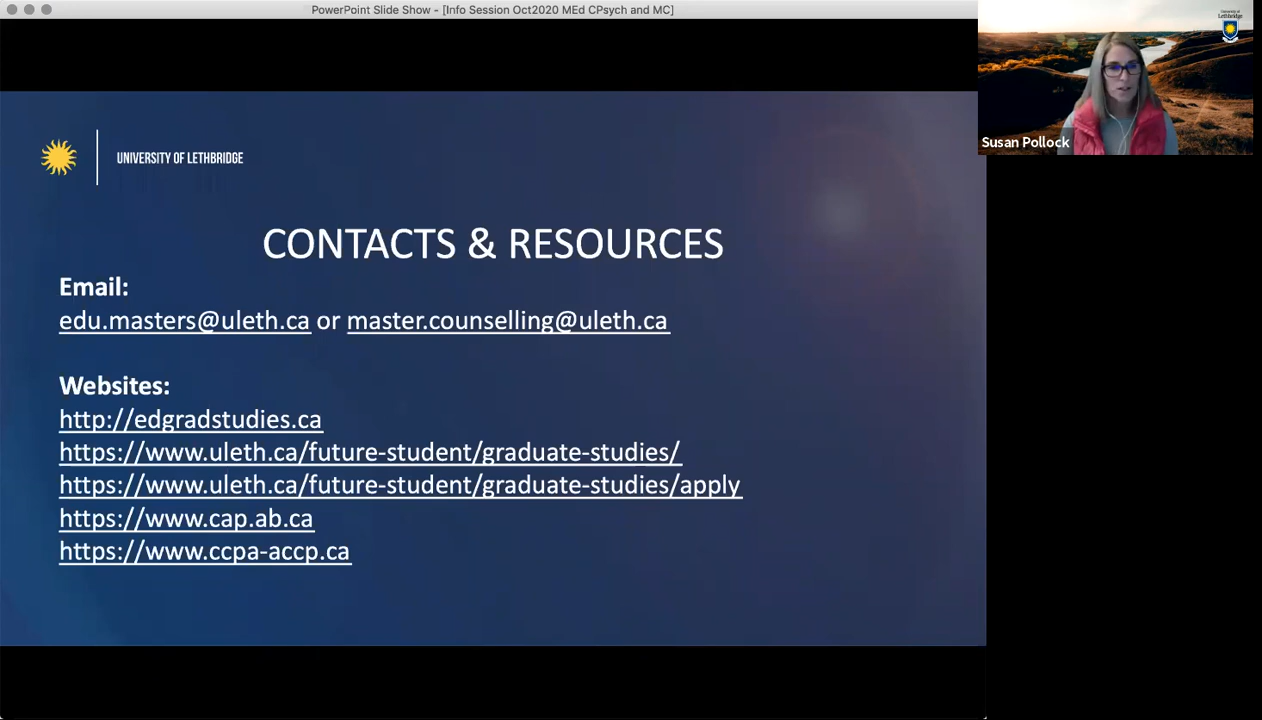 PowerPoint Slide Show - [Info Session Oct2020 MEd CPsych and MC]
University of
Lethbridge
Susan Pollock
UNIVERSITY OF LETHBRIDGE
CONTACTS & RESOURCES
Email:
edu.masters@uleth.ca or master.counselling@uleth.ca
Websites:
http://edgradstudies.ca
https://www.uleth.ca/future-student/graduate-studies/
https://www.uleth.ca/future-student/graduate-studies/apply
https://www.cap.ab.ca
https://www.ccpa-accp.ca